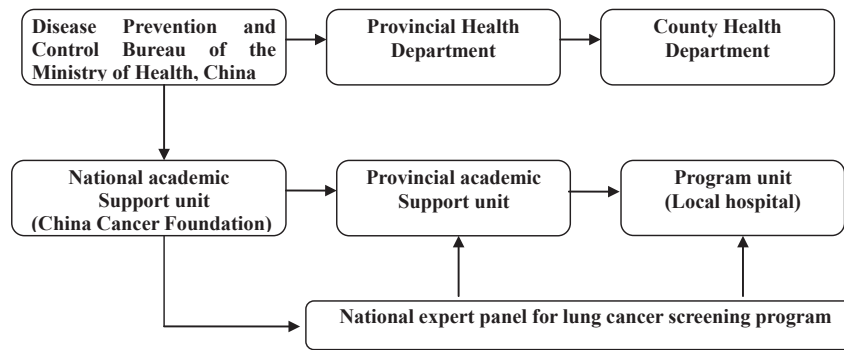 Disease Prevention and
Control Bureau of the
Ministry of Health, China
Provincial Health
Department
County Health
Department
National academic
Support unit
(China Cancer Foundation)
Provincial academic
Support unit
Program unit
(Local hospital)
National expert panel for lung cancer screening program